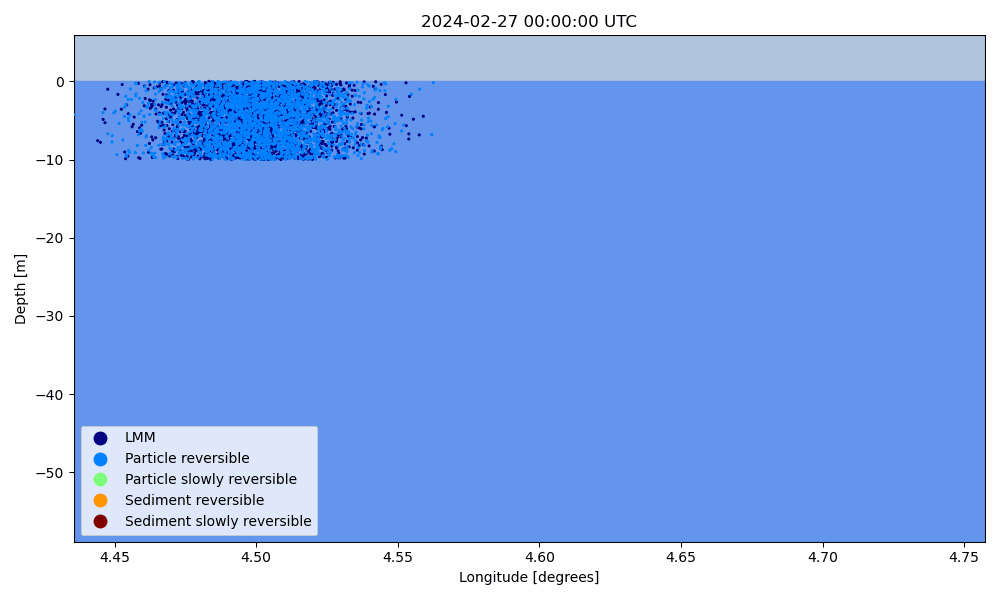 2024-02-27 00:00:00 UTC
0
−10
−20
−30
−40
−50
Depth [m]
LMM
Particle reversible
Particle slowly reversible
Sediment reversible
Sediment slowly reversible
4.45 4.50 4.55 4.60 4.65 4.70 4.75
Longitude [degrees]